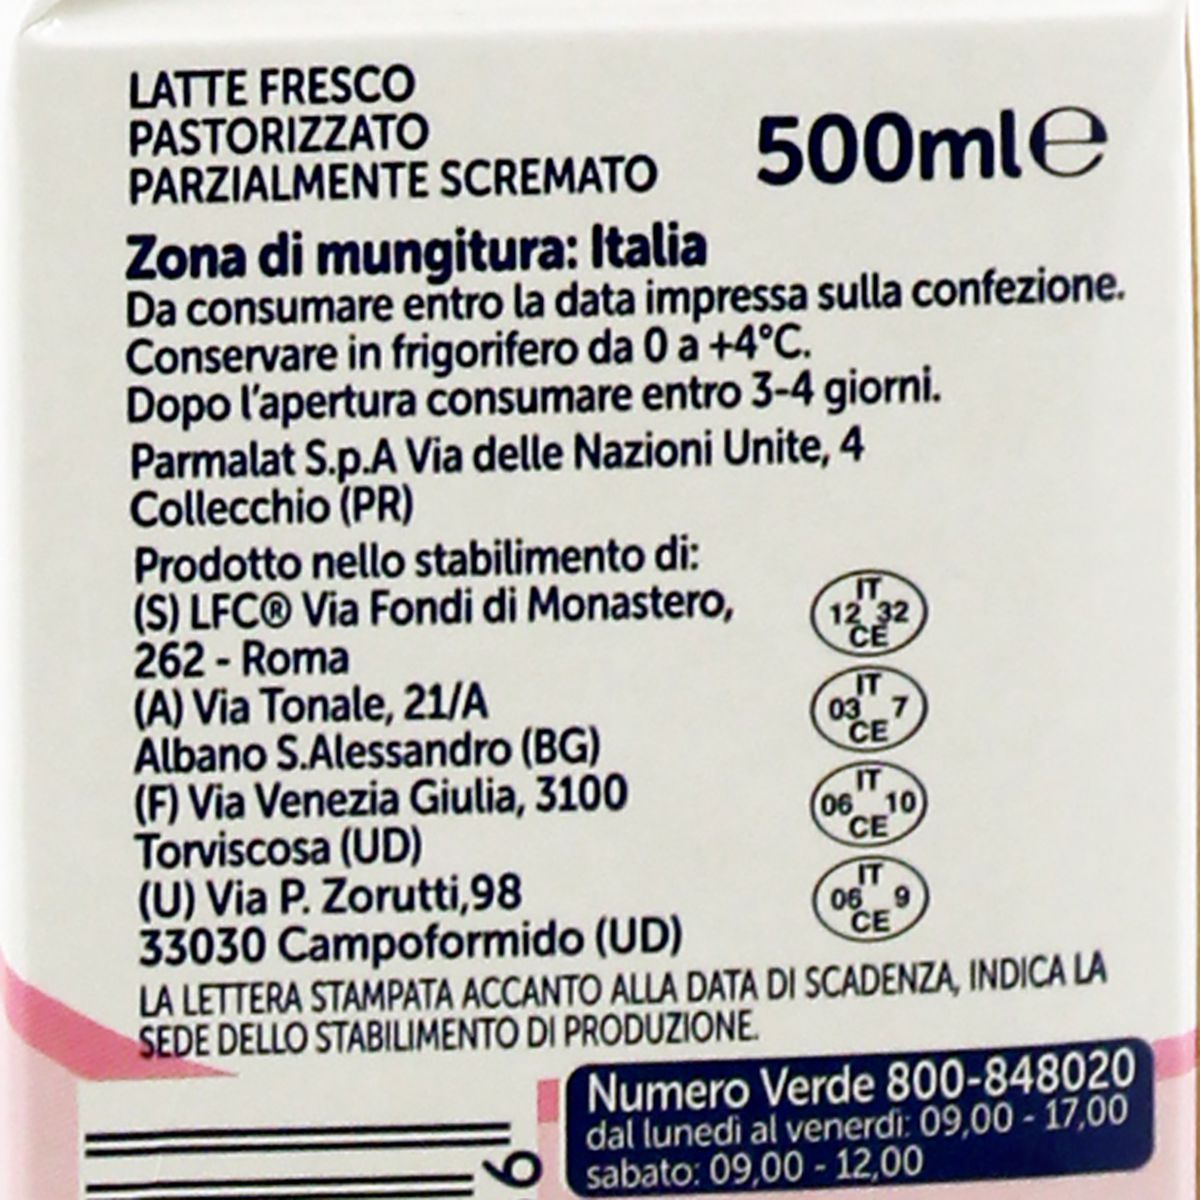 LATTE FRESCO
PASTORIZZATO
PARZIALMENTE SCREMATO
500ml℮
Zona di mungitura: Italia
Da consumare entro la data impressa sulla confezione.
Conservare in frigorifero da 0 a +4°C.
Dopo l'apertura consumare entro 3-4 giorni.
Parmalat S.p.A Via delle Nazioni Unite, 4
Collecchio (PR)
Prodotto nello stabilimento di:
(S) LFC® Via Fondi di Monastero,
262 - Roma
IT
12 32
CE
(A) Via Tonale, 21/A
Albano S.Alessandro (BG)
IT
03 7
CE
(F) Via Venezia Giulia, 3100
Torviscosa (UD)
IT
06 10
CE
(U) Via P. Zorutti,98
33030 Campoformido (UD)
IT
06 9
CE
LA LETTERA STAMPATA ACCANTO ALLA DATA DI SCADENZA, INDICA LA
SEDE DELLO STABILIMENTO DI PRODUZIONE.
Numero Verde 800-848020
dal lunedì al venerdì: 09,00 - 17,00
sabato: 09,00 - 12,00